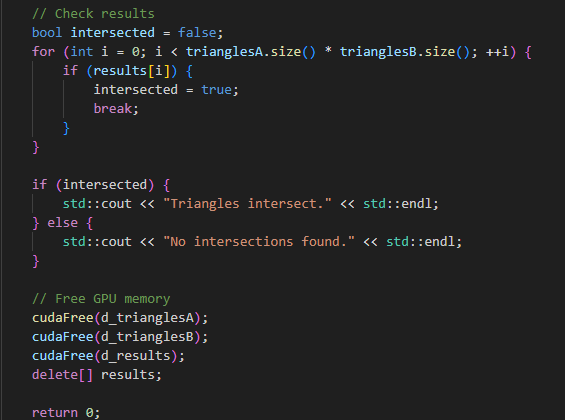 // Check results
bool intersected = false;
for (int i = 0; i < trianglesA.size() * trianglesB.size(); ++i) {
    if (results[i]) {
        intersected = true;
        break;
    }
}

if (intersected) {
    std::cout << "Triangles intersect." << std::endl;
} else {
    std::cout << "No intersections found." << std::endl;
}

// Free GPU memory
cudaFree(d_trianglesA);
cudaFree(d_trianglesB);
cudaFree(d_results);
delete[] results;

return 0;